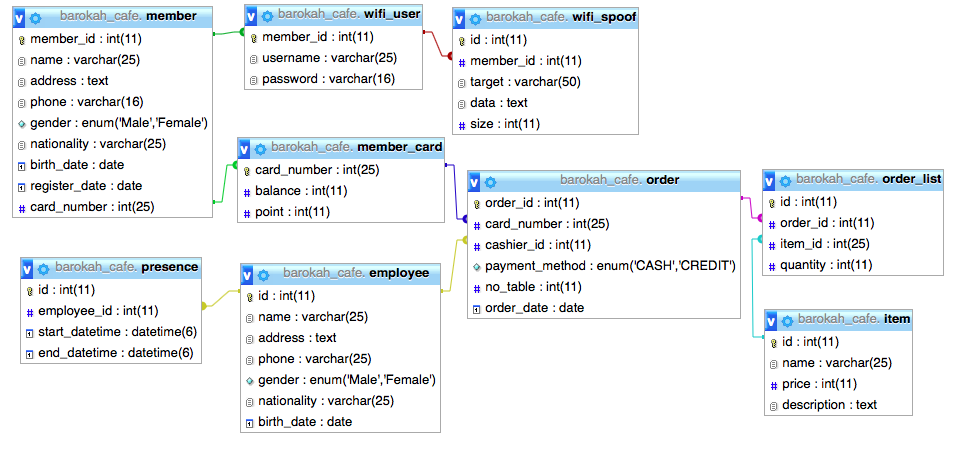 barokah_cafe. member
member_id : int(11)
name : varchar(25)
address : text
phone : varchar(16)
gender : enum('Male','Female')
nationality : varchar(25)
birth_date : date
register_date : date
card_number : int(25)
barokah_cafe. wifi_user
member_id : int(11)
username : varchar(25)
password : varchar(16)
barokah_cafe. wifi_spoof
id : int(11)
member_id : int(11)
target : varchar(50)
data : text
size : int(11)
barokah_cafe. member_card
card_number : int(25)
balance : int(11)
point : int(11)
barokah_cafe. order
order_id : int(11)
card_number : int(25)
cashier_id : int(11)
payment_method : enum('CASH','CREDIT')
no_table : int(11)
order_date : date
barokah_cafe. order_list
id : int(11)
order_id : int(11)
item_id : int(25)
quantity : int(11)
barokah_cafe. presence
id : int(11)
employee_id : int(11)
start_datetime : datetime(6)
end_datetime : datetime(6)
barokah_cafe. employee
id : int(11)
name : varchar(25)
address : text
phone : varchar(25)
gender : enum('Male','Female')
nationality : varchar(25)
birth_date : date
barokah_cafe. item
id : int(11)
name : varchar(25)
price : int(11)
description : text